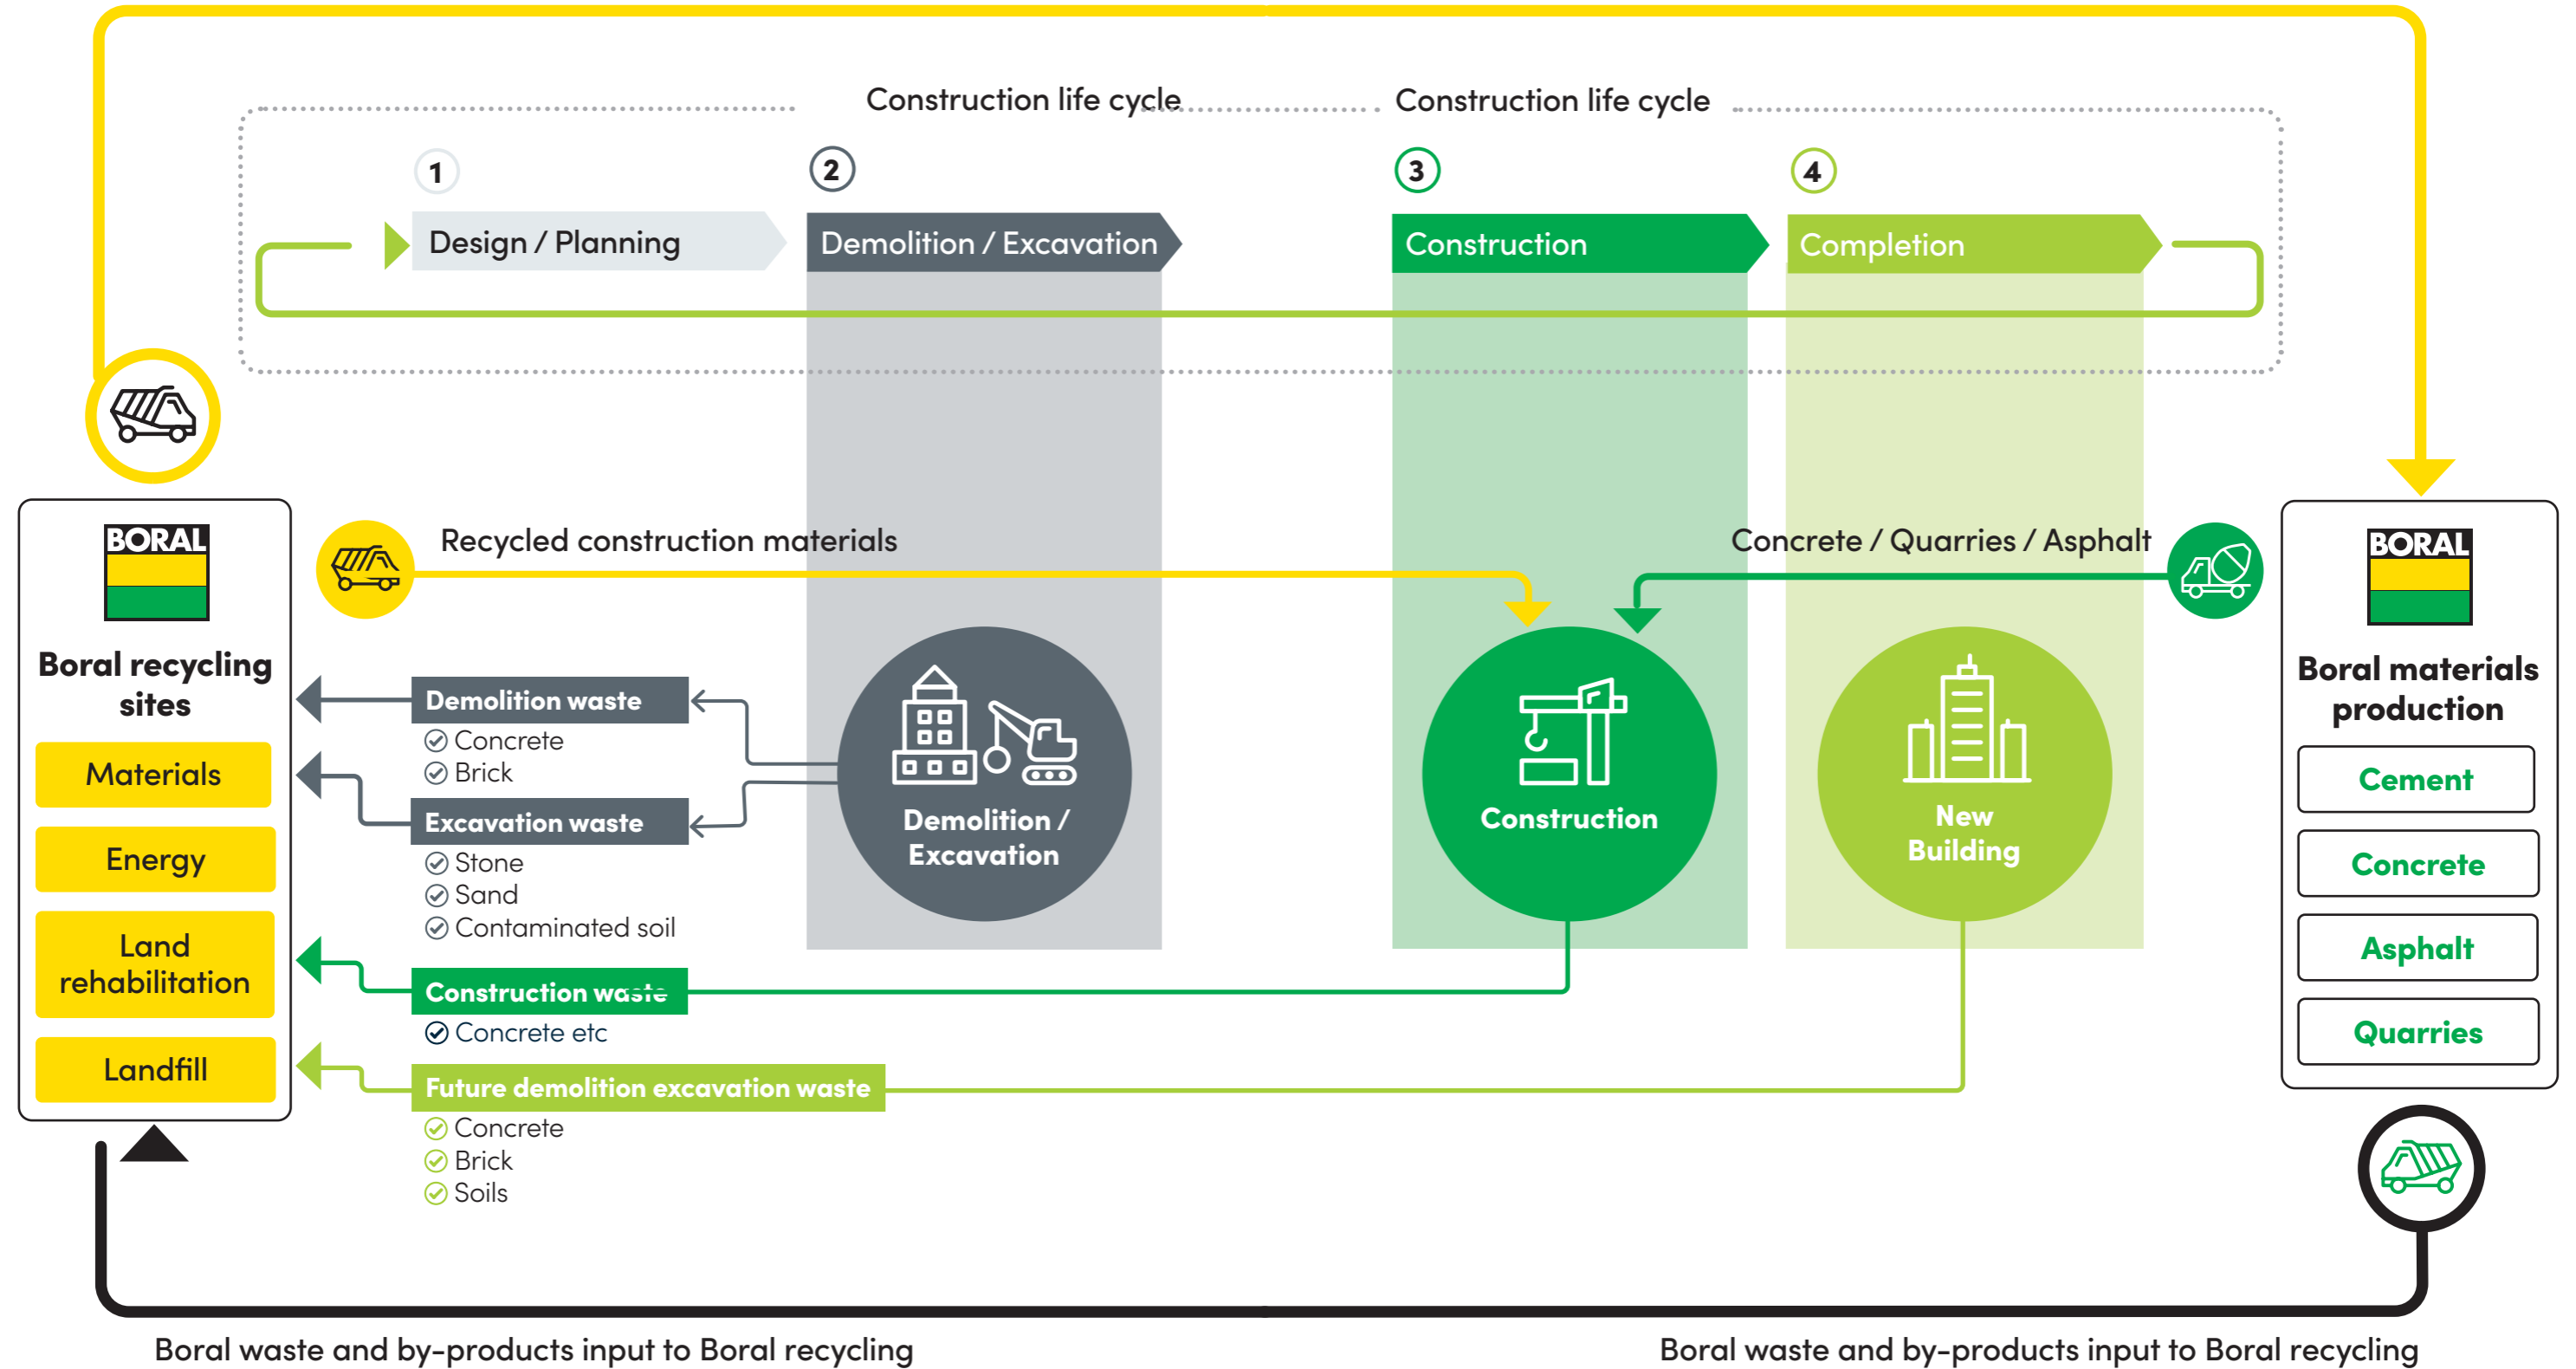 Construction life cycle
Construction life cycle
1
2
3
4
Design / Planning
Demolition / Excavation
Construction
Completion
BORAL
Boral recycling
sites
Materials
Energy
Land
rehabilitation
Landfill
Recycled construction materials
Concrete / Quarries / Asphalt
Demolition waste
Concrete
Brick
Excavation waste
Stone
Sand
Contaminated soil
Construction waste
Concrete etc
Future demolition excavation waste
Concrete
Brick
Soils
Demolition /
Excavation
Construction
New
Building
BORAL
Boral materials
production
Cement
Concrete
Asphalt
Quarries
Boral waste and by-products input to Boral recycling
Boral waste and by-products input to Boral recycling